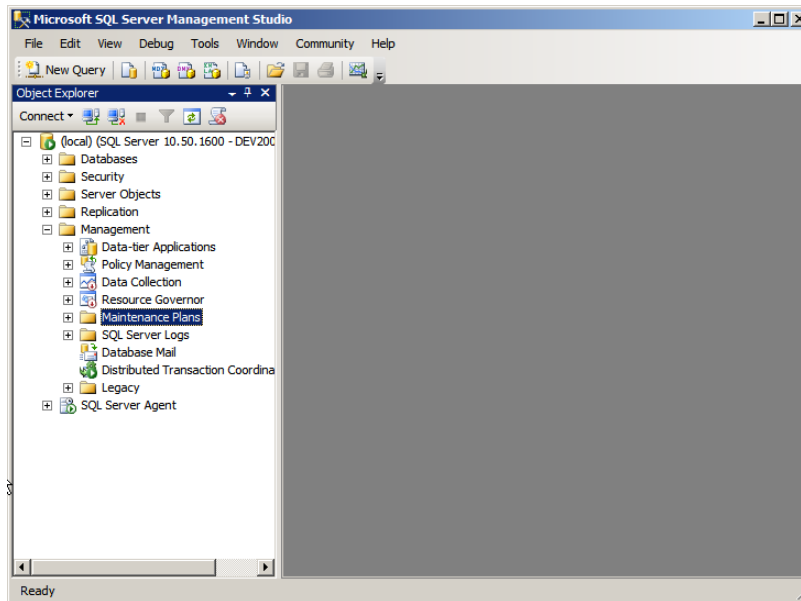 Microsoft SQL Server Management Studio
File Edit View Debug Tools Window Community Help
New Query
Object Explorer
Connect
(local) (SQL Server 10.50.1600 - DEV200
Databases
Security
Server Objects
Replication
Management
Data-tier Applications
Policy Management
Data Collection
Resource Governor
Maintenance Plans
SQL Server Logs
Database Mail
Distributed Transaction Coordina
Legacy
SQL Server Agent
Ready